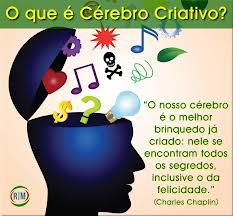 O que é Cérebro Criativo?
"O nosso cérebro
é o melhor
brinquedo já
criado: nele se
encontram todos
os segredos,
inclusive o da
felicidade."
(Charles Chaplin)
R|M